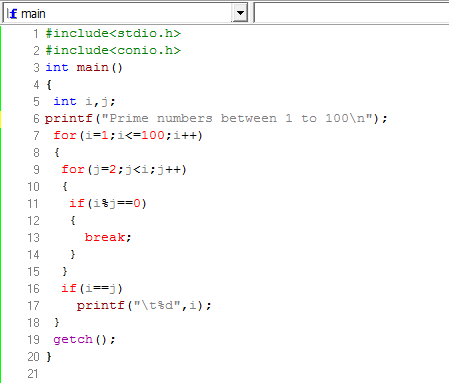 main
1 #include<stdio.h>
2 #include<conio.h>
3 int main()
4 {
5 int i,j;
6 printf("Prime numbers between 1 to 100\n");
7 for(i=1;i<=100;i++)
8 {
9 for(j=2;j<i;j++)
10 {
11 if(i%j==0)
12 {
13 break;
14 }
15 }
16 if(i==j)
17 printf("\t%d",i);
18 }
19 getch();
20 }
21